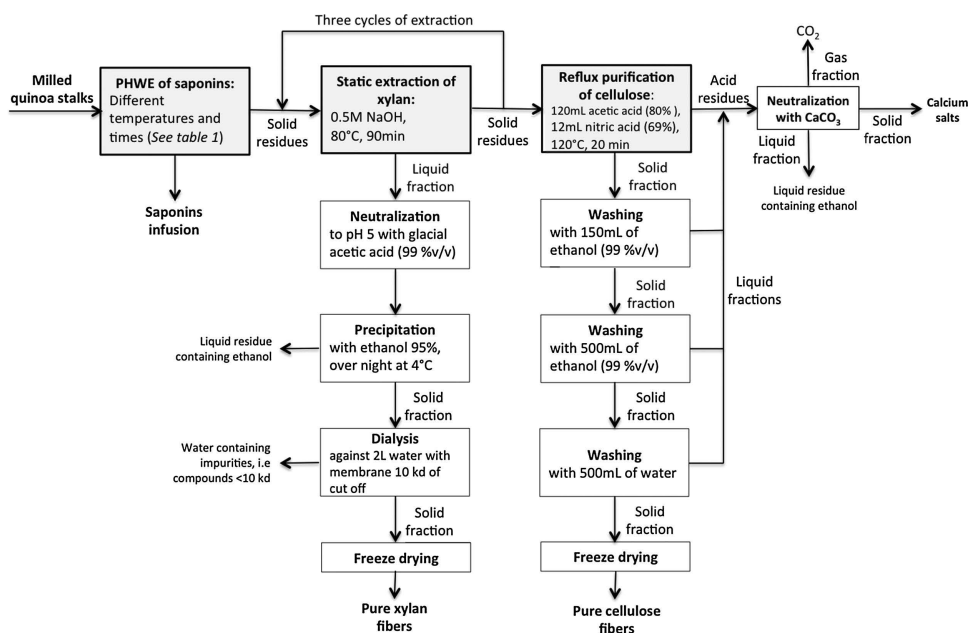 Three cycles of extraction
Milled
quinoa stalks
PHWE of saponins:
Different
temperatures and
times (See table 1)
Solid
residues
Static extraction of
xylan:
0.5M NaOH,
80°C, 90min
Solid
residues
Reflux purification
of cellulose:
120mL acetic acid (80% ),
12mL nitric acid (69%),
120°C, 20 min
Acid
residues
CO2
Gas
fraction
Neutralization
with CaCO3
Solid
fraction
Calcium
salts
Liquid
fraction
Liquid residue
containing ethanol
Saponins
infusion
Liquid
fraction
Neutralization
to pH 5 with glacial
acetic acid (99 %v/v)
Precipitation
with ethanol 95%,
over night at 4°C
Liquid residue
containing ethanol
Solid
fraction
Dialysis
against 2L water with
membrane 10 kd of
cut off
Water containing
impurities, i.e
compounds <10 kd
Solid
fraction
Freeze drying
Pure xylan
fibers
Solid
fraction
Washing
with 150mL of
ethanol (99 %v/v)
Solid
fraction
Washing
with 500mL of
ethanol (99 %v/v)
Solid
fraction
Washing
with 500mL of water
Liquid
fractions
Solid
fraction
Freeze drying
Pure cellulose
fibers